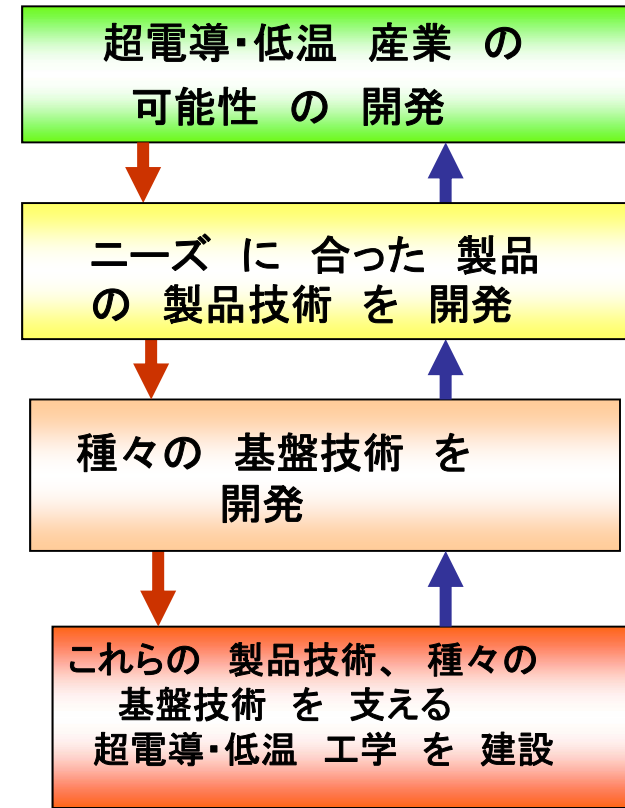 超電導・低温 産業 の
可能性 の 開発
ニーズ に 合った 製品
の 製品技術 を 開発
種々の 基盤技術 を
開発
これらの 製品技術、種々の
基盤技術 を 支える
超電導・低温 工学 を 建設